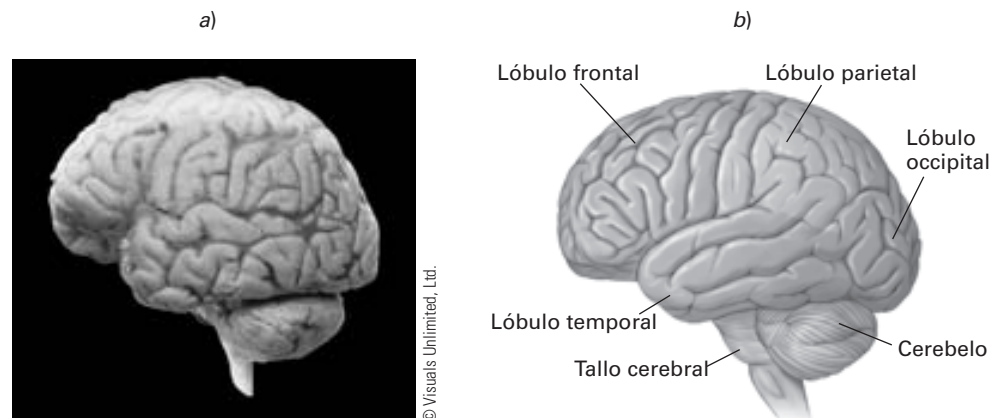 a)
b)
Lóbulo frontal
Lóbulo parietal
Lóbulo
occipital
Lóbulo temporal
Tallo cerebral
Cerebelo
© Visuals Unlimited, Ltd.